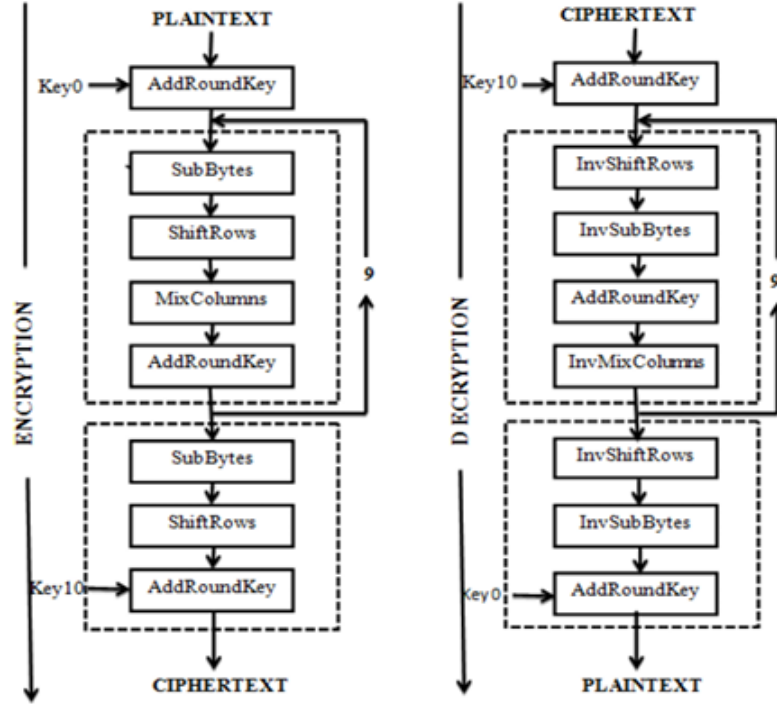 PLAINTEXT
Key0
AddRoundKey
SubBytes
ShiftRows
MixColumns
AddRoundKey
9
ENCRYPTION
SubBytes
ShiftRows
Key10
AddRoundKey
CIPHERTEXT
CIPHERTEXT
Key10
AddRoundKey
InvShiftRows
InvSubBytes
AddRoundKey
InvMixColumns
9
DECRYPTION
InvShiftRows
InvSubBytes
Key0
AddRoundKey
PLAINTEXT